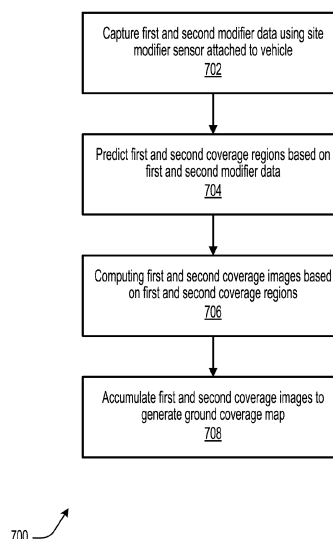 Capture first and second modifier data using site
modifier sensor attached to vehicle
702
Predict first and second coverage regions based on
first and second modifier data
704
Computing first and second coverage images based
on first and second coverage regions
706
Accumulate first and second coverage images to
generate ground coverage map
708
700